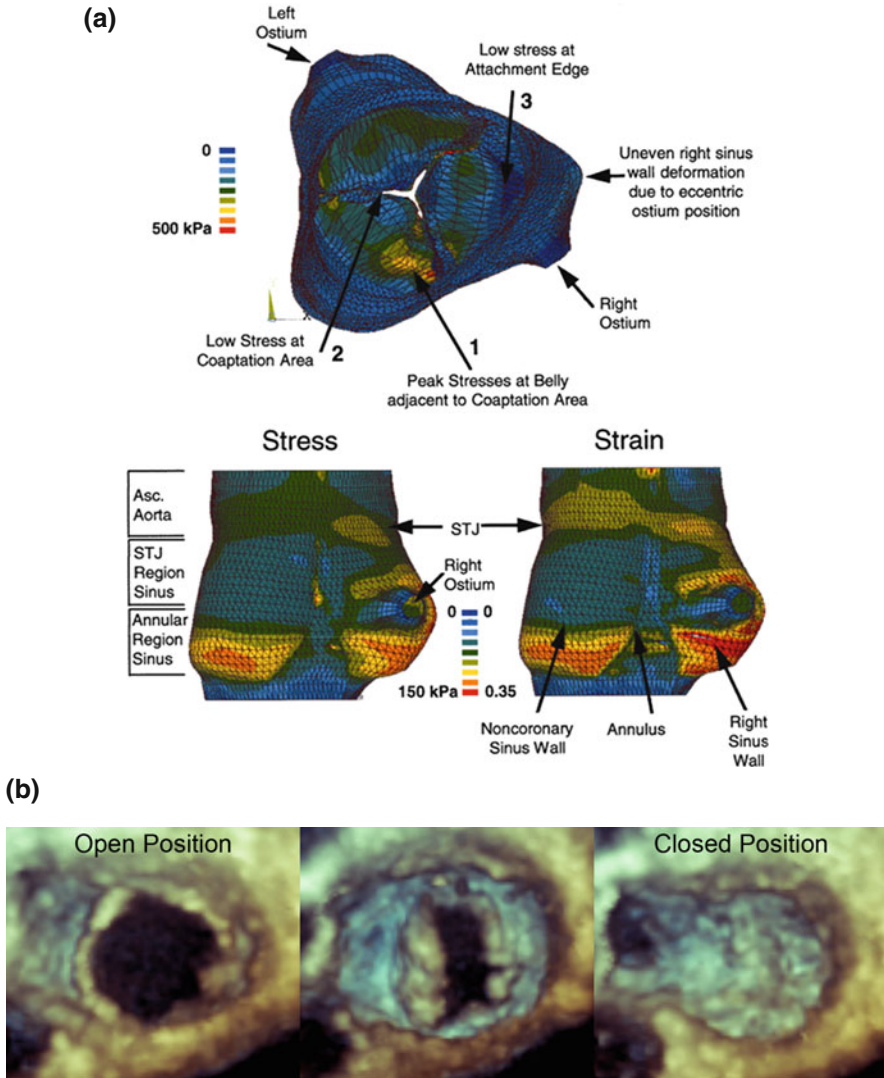 (a)
Left
Ostium
Low stress at
Attachment Edge
3
0
500 kPa
Uneven right sinus
wall deformation
due to eccentric
ostium position
Right
Ostium
Low Stress at
Coaptation Area
2
1
Peak Stresses at Belly
adjacent to Coaptation Area
Stress
Strain
Asc.
Aorta
STJ
STJ
Region
Sinus
Right
Ostium
Annular
Region
Sinus
0 0
150 kPa 0.35
Noncoronary
Sinus Wall
Annulus
Right
Sinus
Wall
(b)
Open Position
Closed Position